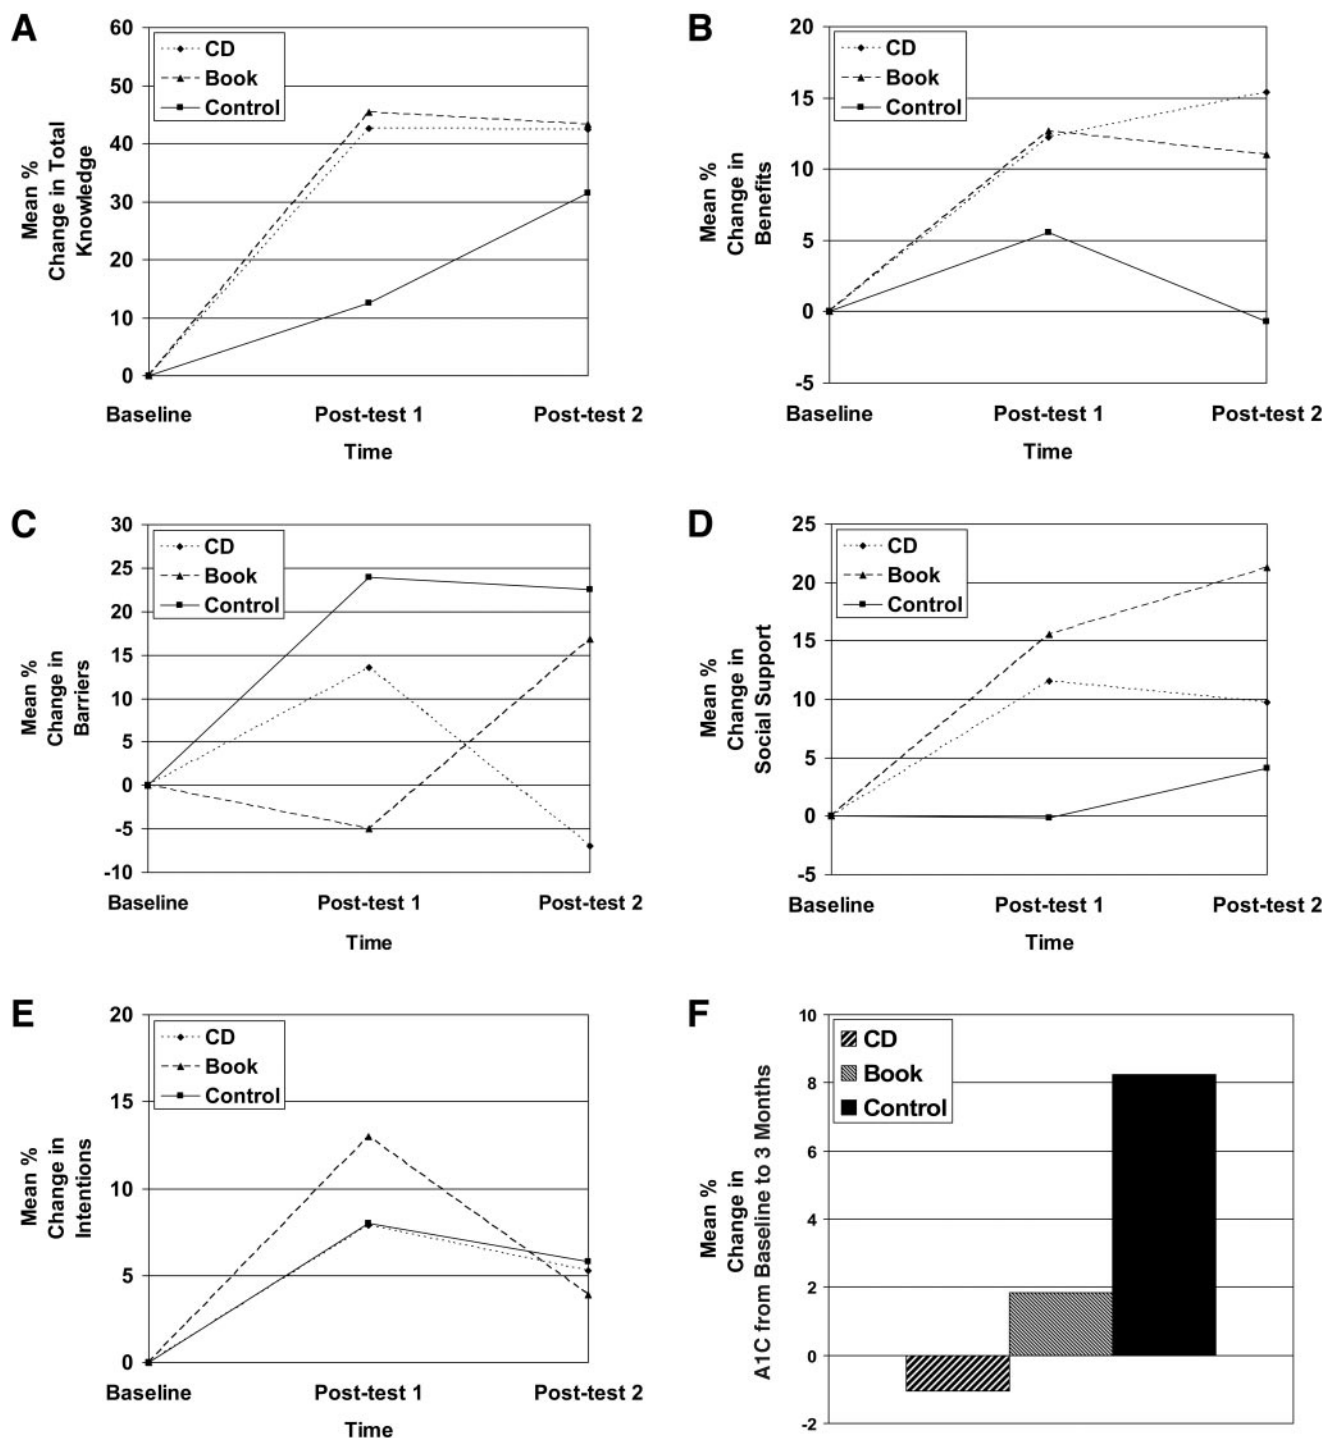 A
Mean %
Change in Total
Knowledge
60
50
40
30
20
10
0
CD
Book
Control
Baseline
Post-test 1
Post-test 2
Time
B
Mean %
Change in
Benefits
20
15
10
5
0
-5
CD
Book
Control
Baseline
Post-test 1
Post-test 2
Time
C
Mean %
Change in
Barriers
30
25
20
15
10
5
0
-5
-10
CD
Book
Control
Baseline
Post-test 1
Post-test 2
Time
D
Mean %
Change in
Social Support
25
20
15
10
5
0
-5
CD
Book
Control
Baseline
Post-test 1
Post-test 2
Time
E
Mean %
Change in
Intentions
20
15
10
5
0
CD
Book
Control
Baseline
Post-test 1
Post-test 2
Time
F
Mean %
Change in
A1C from Baseline to 3 Months
10
8
6
4
2
0
-2
CD
Book
Control